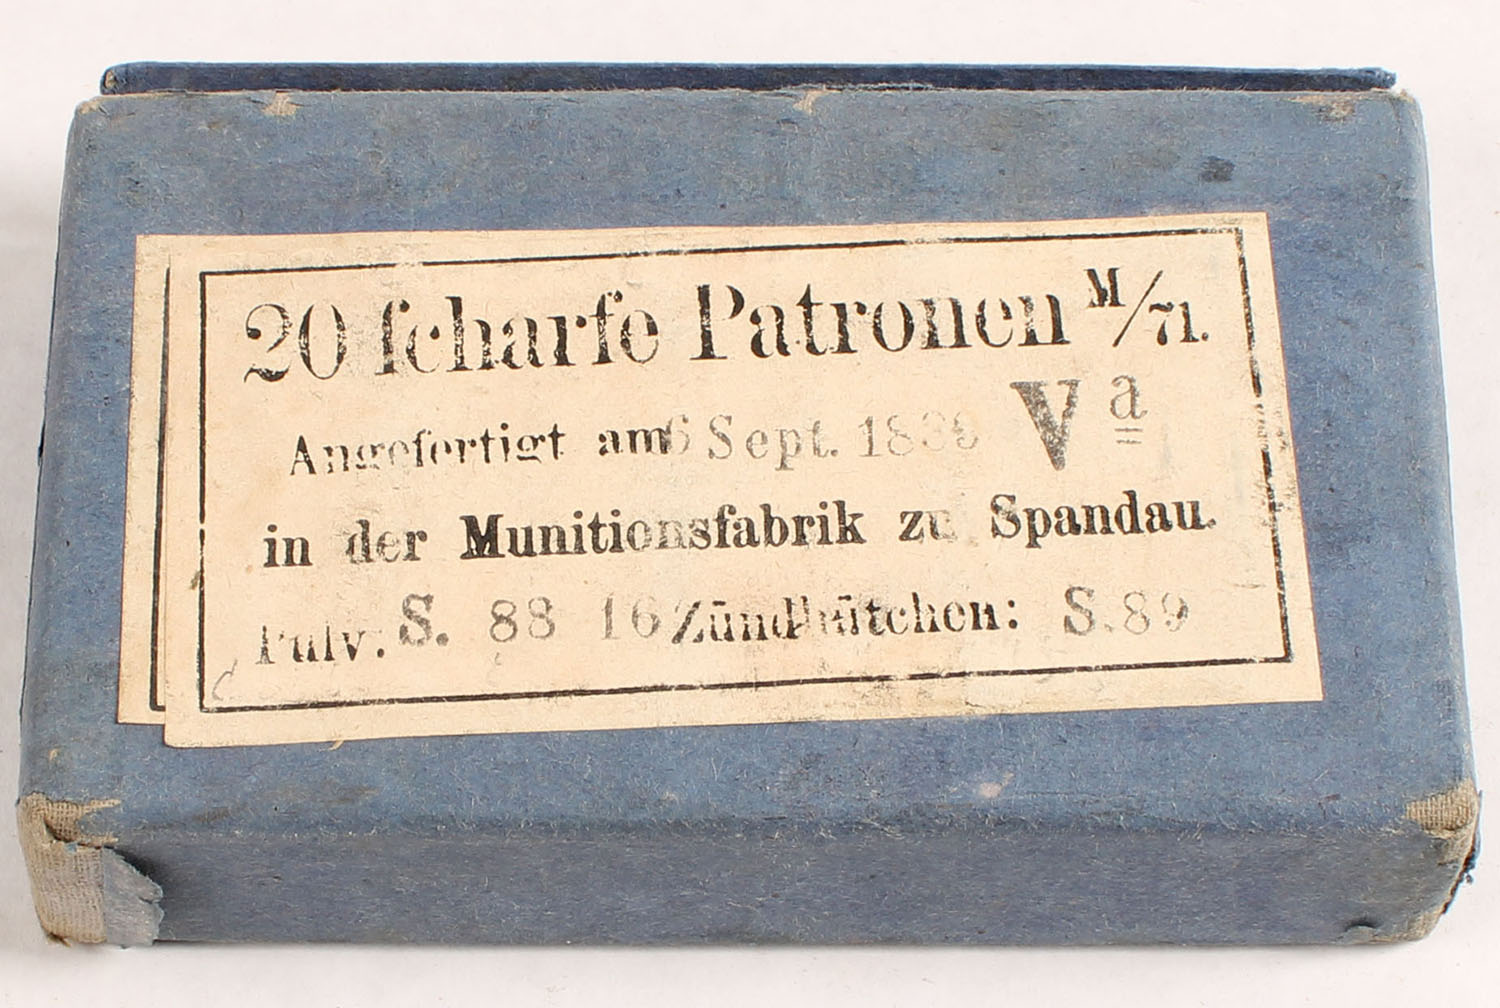 20 ſcharfe Patronen M/71.
Angefertigt am 6 Sept. 1889 Va
in der Munitionsfabrik zu Spandau.
Pulv: S. 88 16 Zündhütchen: S. 89